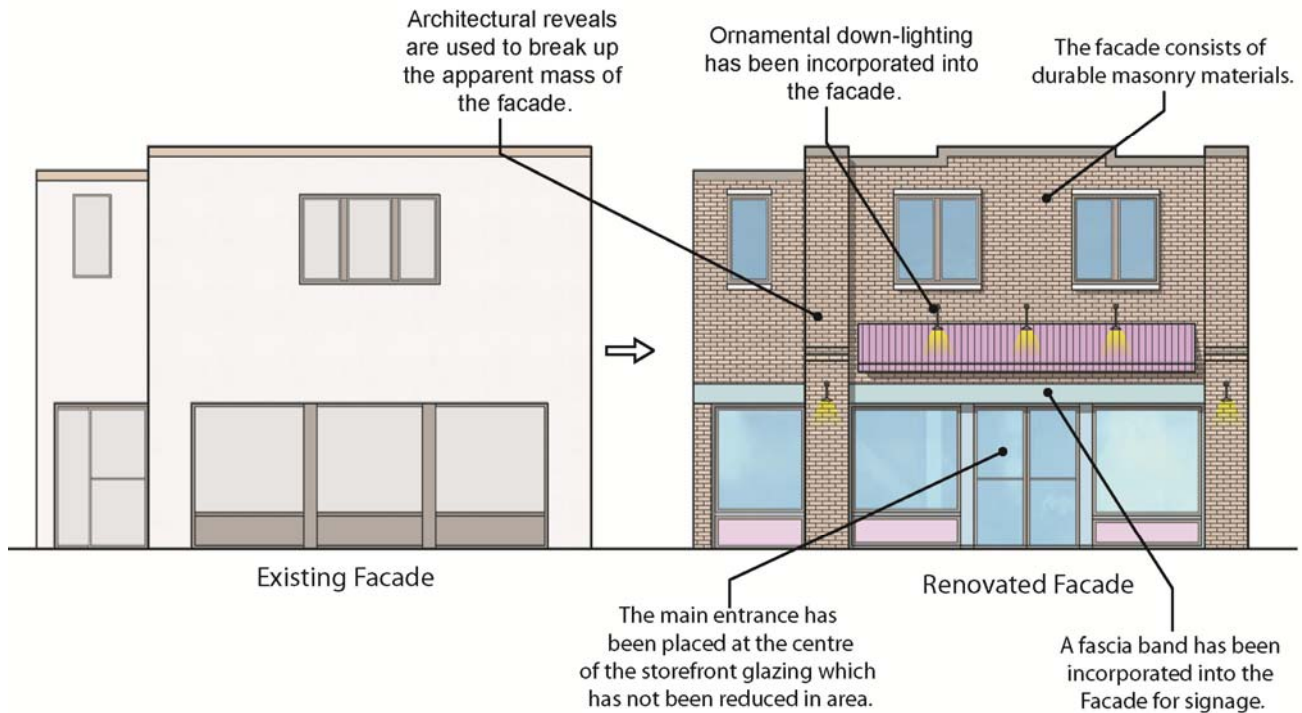 Architectural reveals
are used to break up
the apparent mass of
the facade.
Ornamental down-lighting
has been incorporated into
the facade.
The facade consists of
durable masonry materials.
Existing Facade
Renovated Facade
The main entrance has
been placed at the centre
of the storefront glazing which
has not been reduced in area.
A fascia band has been
incorporated into the
Facade for signage.